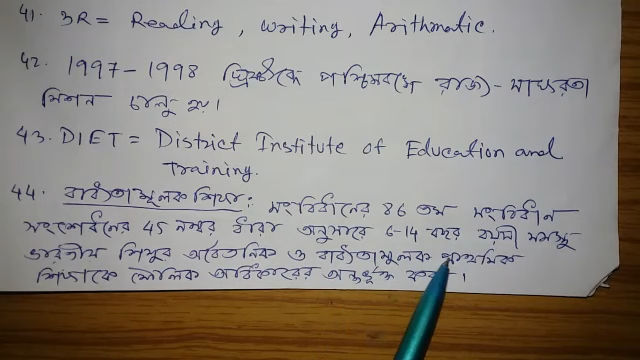 41. 3R = Reading, Writing, Arithmatic.
42. 1997-1998 খ্রিষ্টাব্দে পশ্চিমবঙ্গে রাজ্য-সাক্ষরতা
মিশন চালু হয়।
43. DIET = District Institute of Education and
Training.
44. বাধ্যতামূলক শিক্ষা: সংবিধানের 86 তম সংবিধান
সংশোধনের 45 নম্বর ধারা অনুসারে 6-14 বছর বয়সী সমস্ত
ভারতীয় শিশুর অবৈতনিক ও বাধ্যতামূলক প্রাথমিক
শিক্ষাকে মৌলিক অধিকারের অন্তর্ভুক্ত করা।